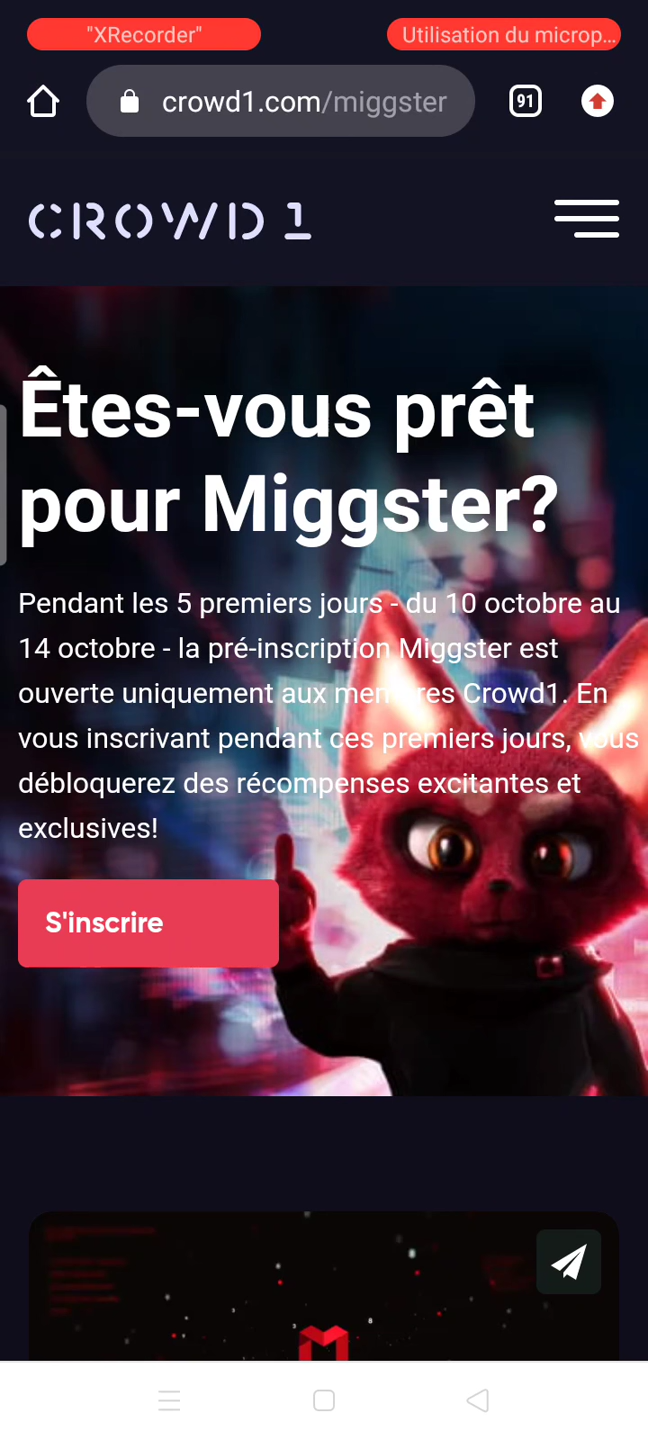 "XRecorder"
Utilisation du microp...
crowd1.com/miggster
91
CROWD 1
Êtes-vous prêt
pour Miggster?
Pendant les 5 premiers jours - du 10 octobre au
14 octobre - la pré-inscription Miggster est
ouverte uniquement aux membres Crowd1. En
vous inscrivant pendant ces premiers jours, vous
débloquerez des récompenses excitantes et
exclusives!
S'inscrire